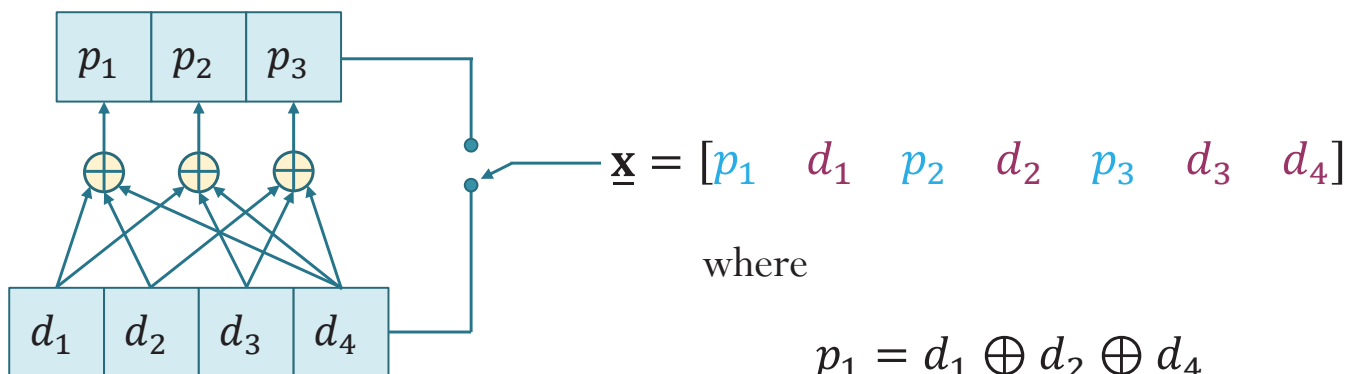 p₁ p₂ p₃
x = [p₁ d₁ p₂ d₂ p₃ d₃ d₄]
where
d₁ d₂ d₃ d₄
p₁ = d₁ ⊕ d₂ ⊕ d₄